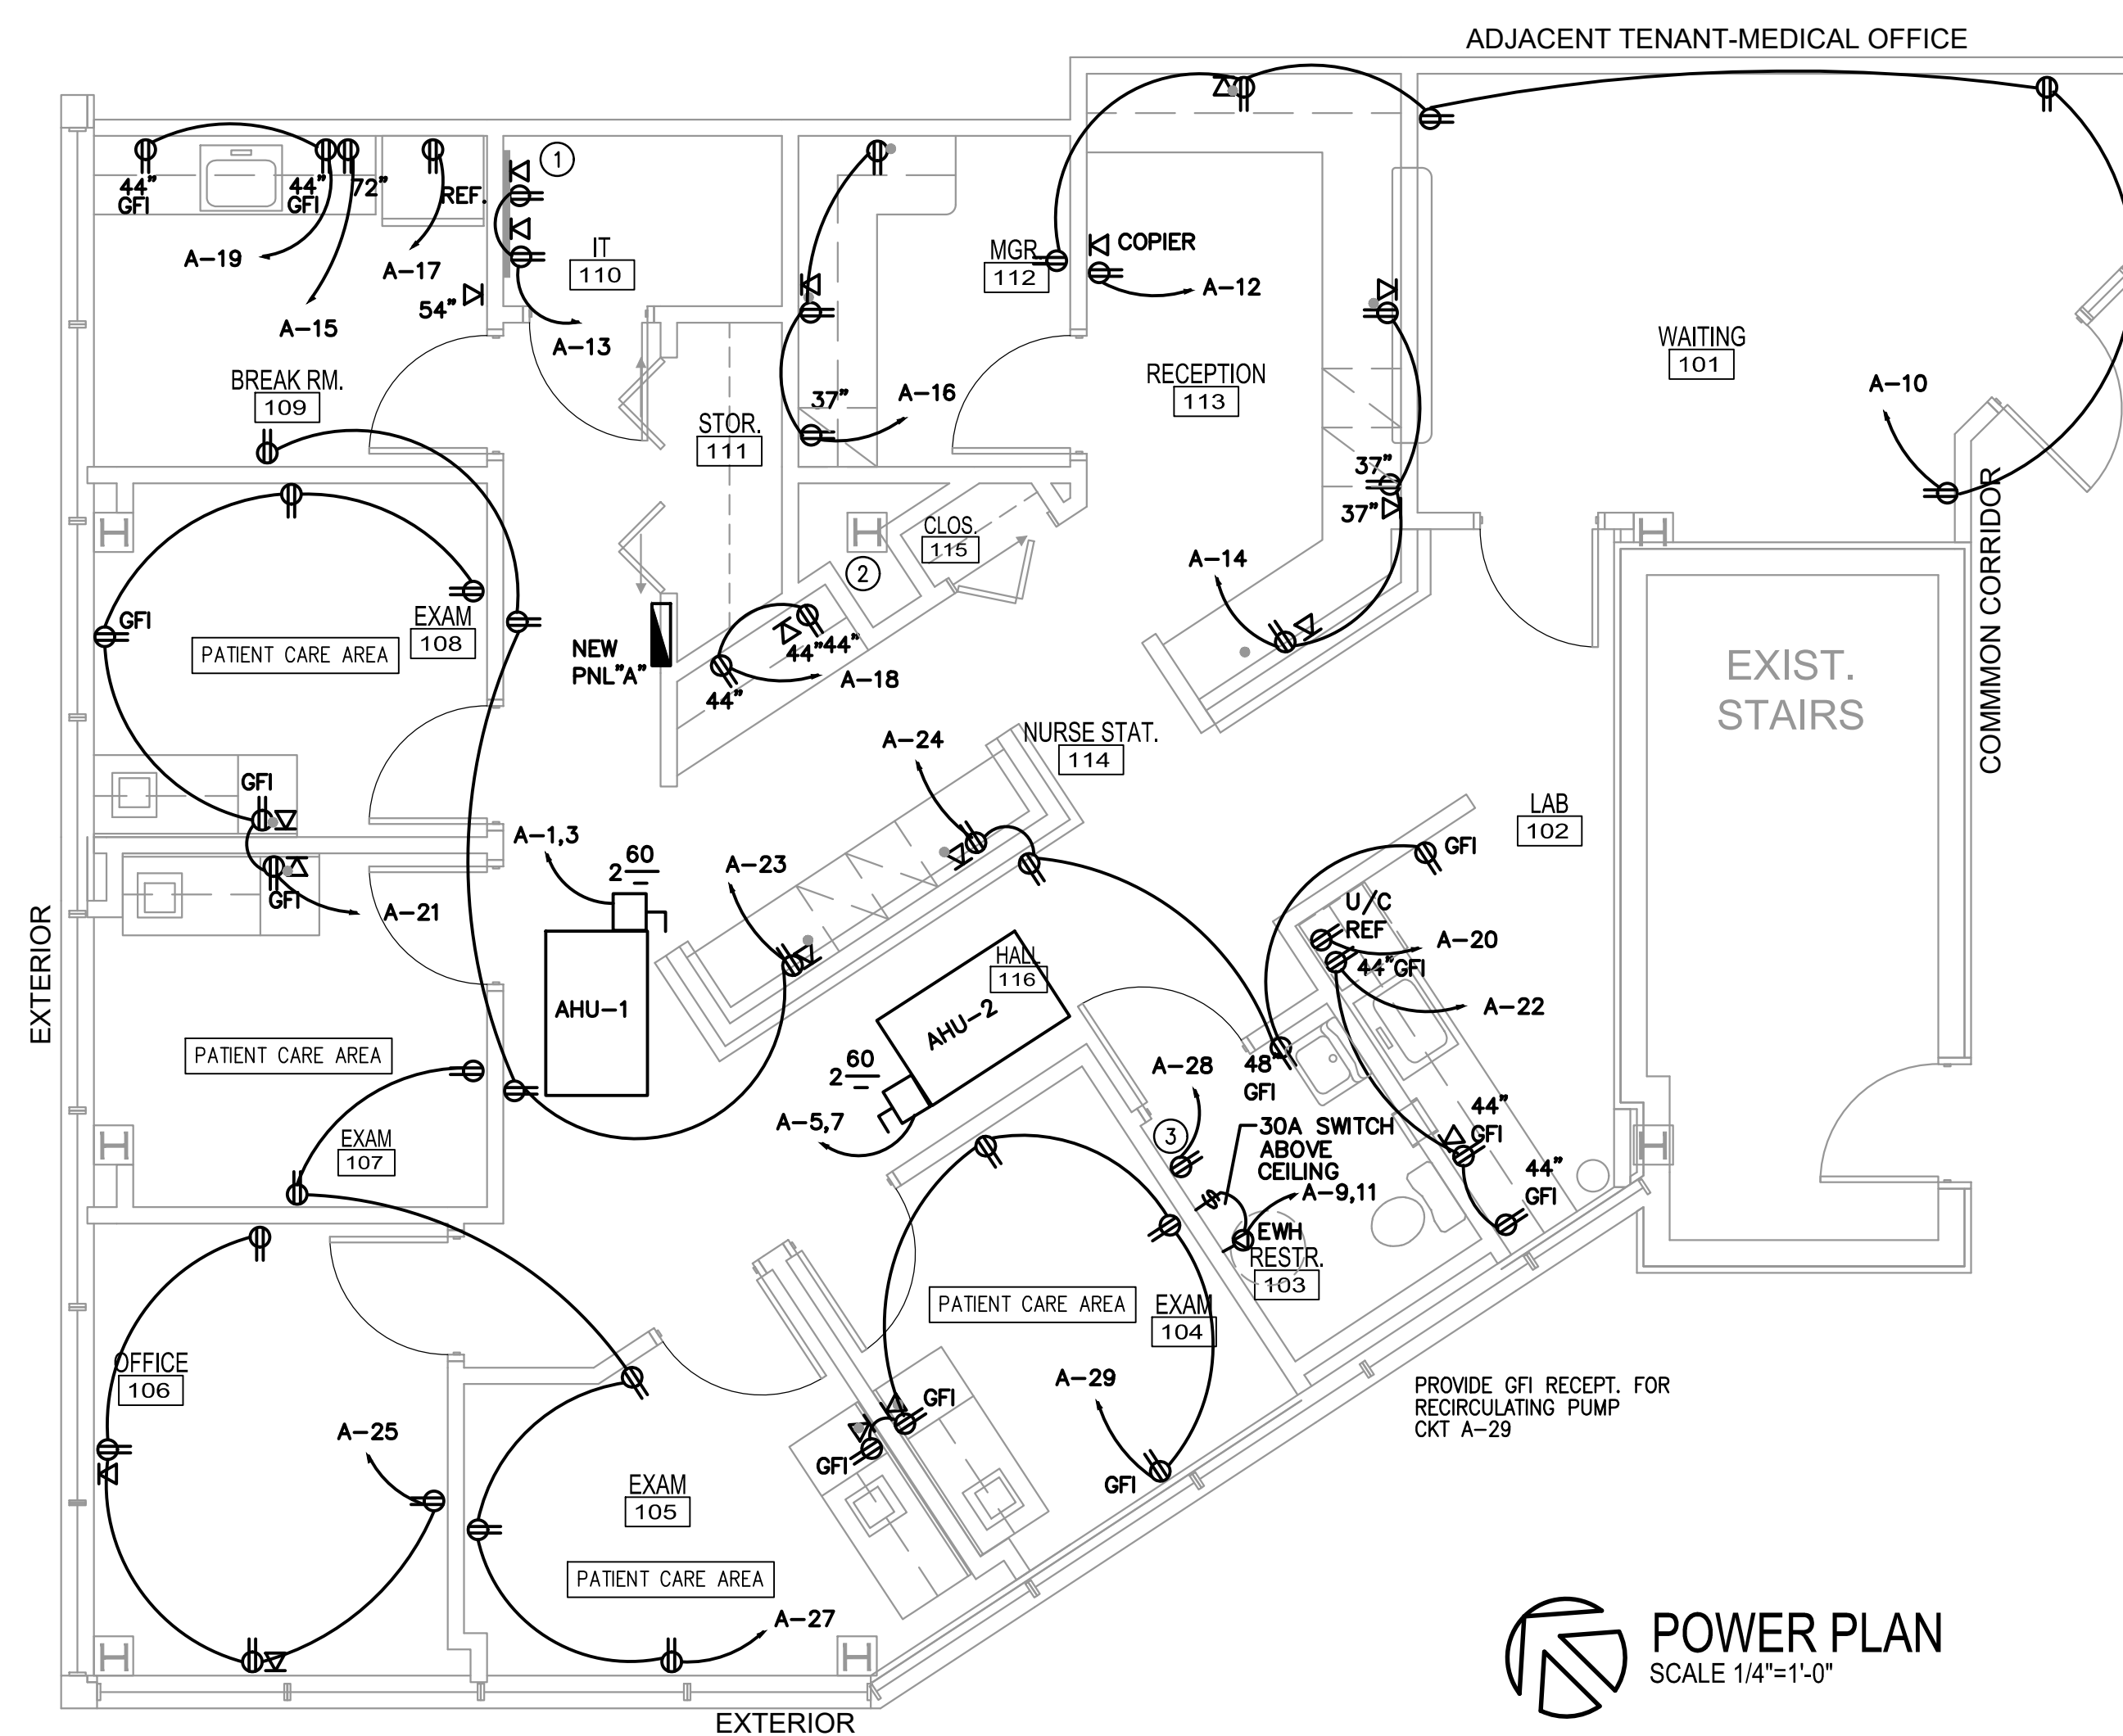 ADJACENT TENANT-MEDICAL OFFICE
44"
GFI
44"
GFI
72"
REF.
1
A-19
A-17
A-15
54"
IT
110
A-13
MGR.
112
COPIER
A-12
BREAK RM.
109
STOR.
111
37"
A-16
RECEPTION
113
WAITING
101
A-10
37"
37"
COMMON CORRIDOR
CLOS.
115
2
A-14
GFI
EXAM
108
PATIENT CARE AREA
NEW
PNL"A"
44"
44"
44"
A-18
EXIST.
STAIRS
A-24
NURSE STAT.
114
GFI
GFI
A-21
A-1,3
60
2
A-23
LAB
102
GFI
U/C
REF
A-20
44"GFI
A-22
EXTERIOR
AHU-1
HALL
116
AHU-2
PATIENT CARE AREA
60
2
A-5,7
A-28
48"
GFI
3
30A SWITCH
ABOVE
CEILING
A-9,11
EWH
RESTR.
103
44"
GFI
44"
GFI
EXAM
107
PATIENT CARE AREA
EXAM
104
OFFICE
106
A-25
A-29
GFI
GFI
GFI
PROVIDE GFI RECEPT. FOR
RECIRCULATING PUMP
CKT A-29
EXAM
105
PATIENT CARE AREA
A-27
POWER PLAN
SCALE 1/4"=1'-0"
EXTERIOR